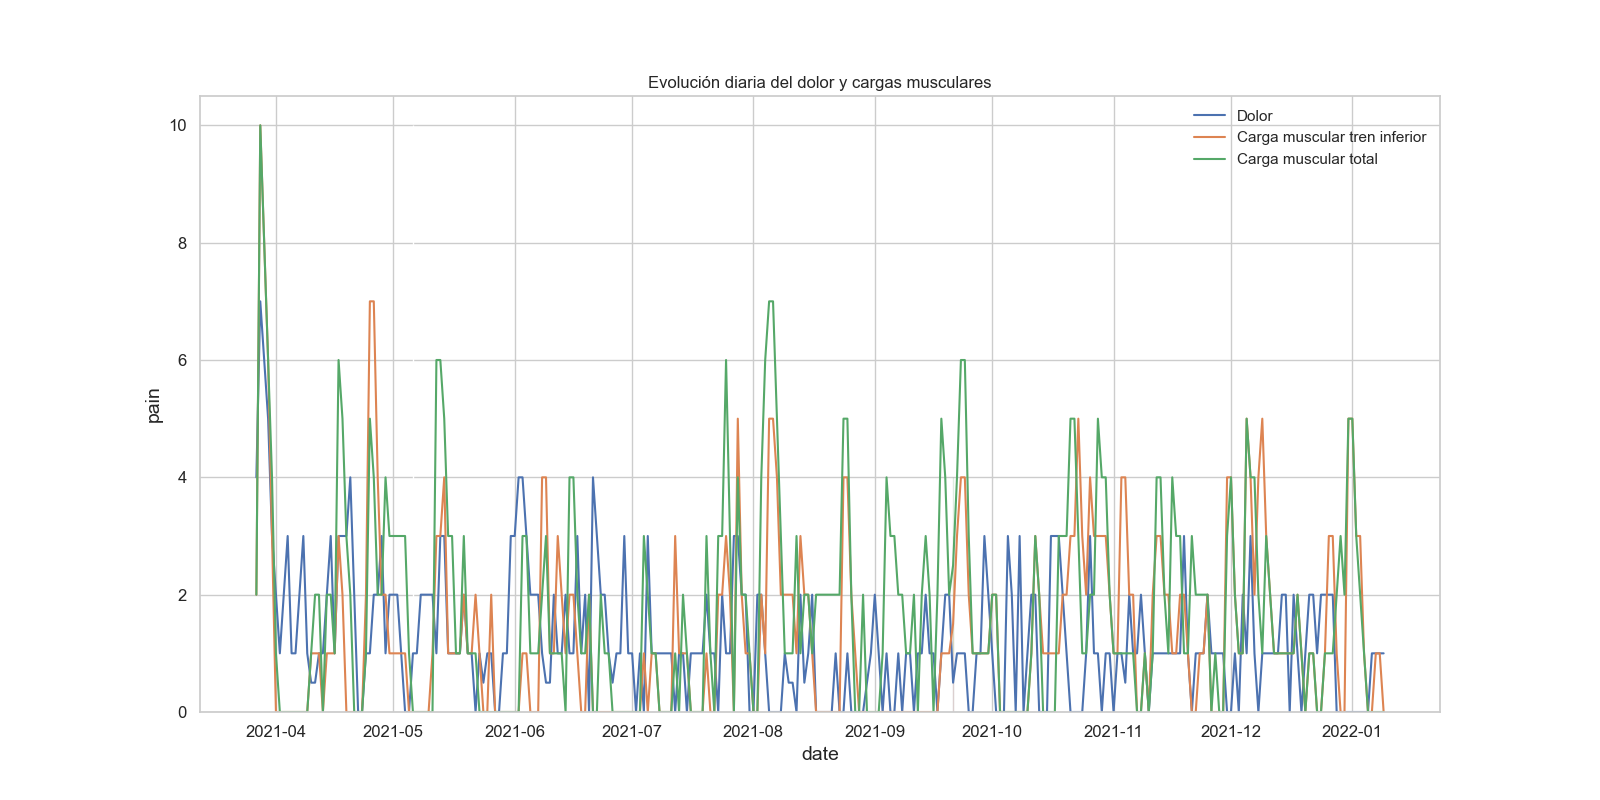 Evolución diaria del dolor y cargas musculares
Dolor
Carga muscular tren inferior
Carga muscular total
pain
10
8
6
4
2
0
2021-04 2021-05 2021-06 2021-07 2021-08 2021-09 2021-10 2021-11 2021-12 2022-01
date